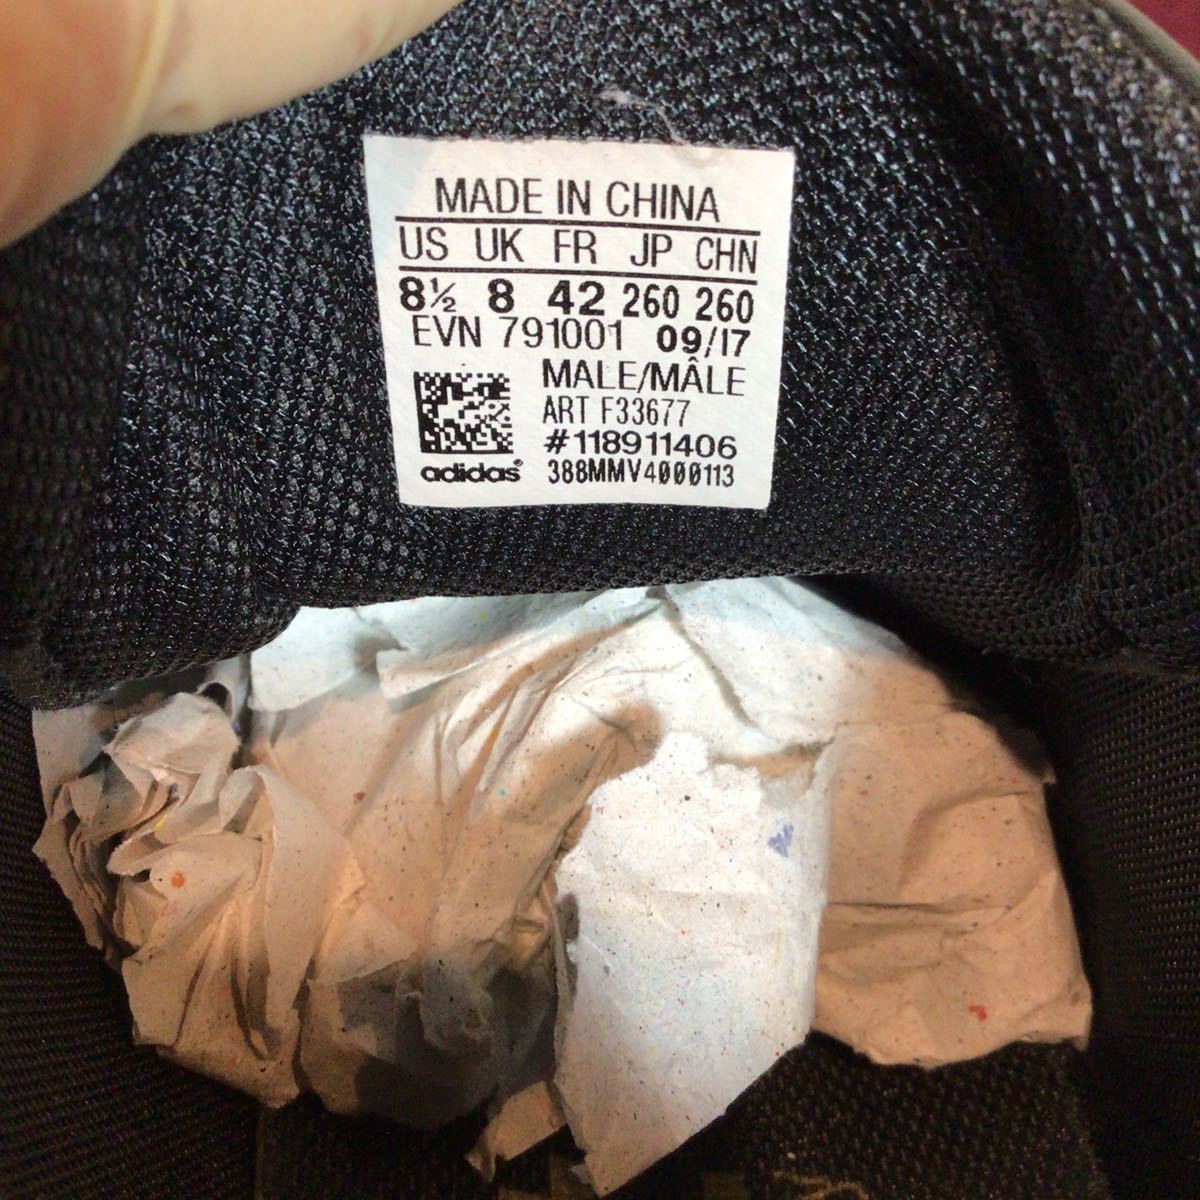 MADE IN CHINA
US UK FR JP CHN
8½ 8 42 260 260
EVN 791001 09/17
MALE/MÂLE
ART F33677
#118911406
adidas® 388MMV4000113